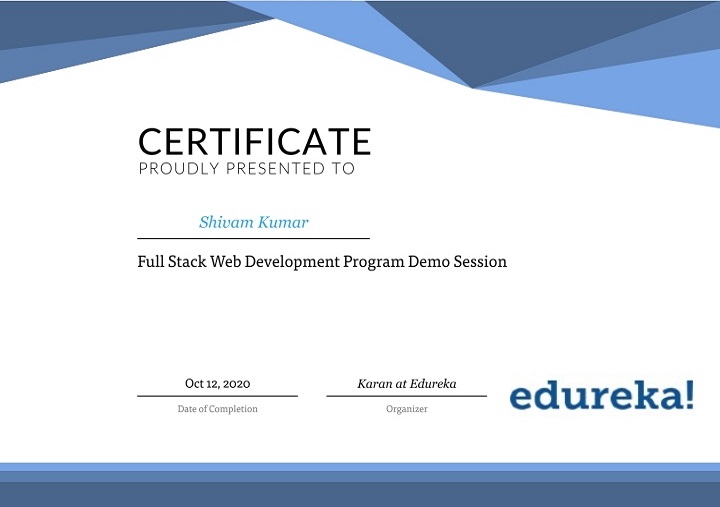 CERTIFICATE
PROUDLY PRESENTED TO
Shivam Kumar
Full Stack Web Development Program Demo Session
Oct 12, 2020
Date of Completion
Karan at Edureka
Organizer
edureka!